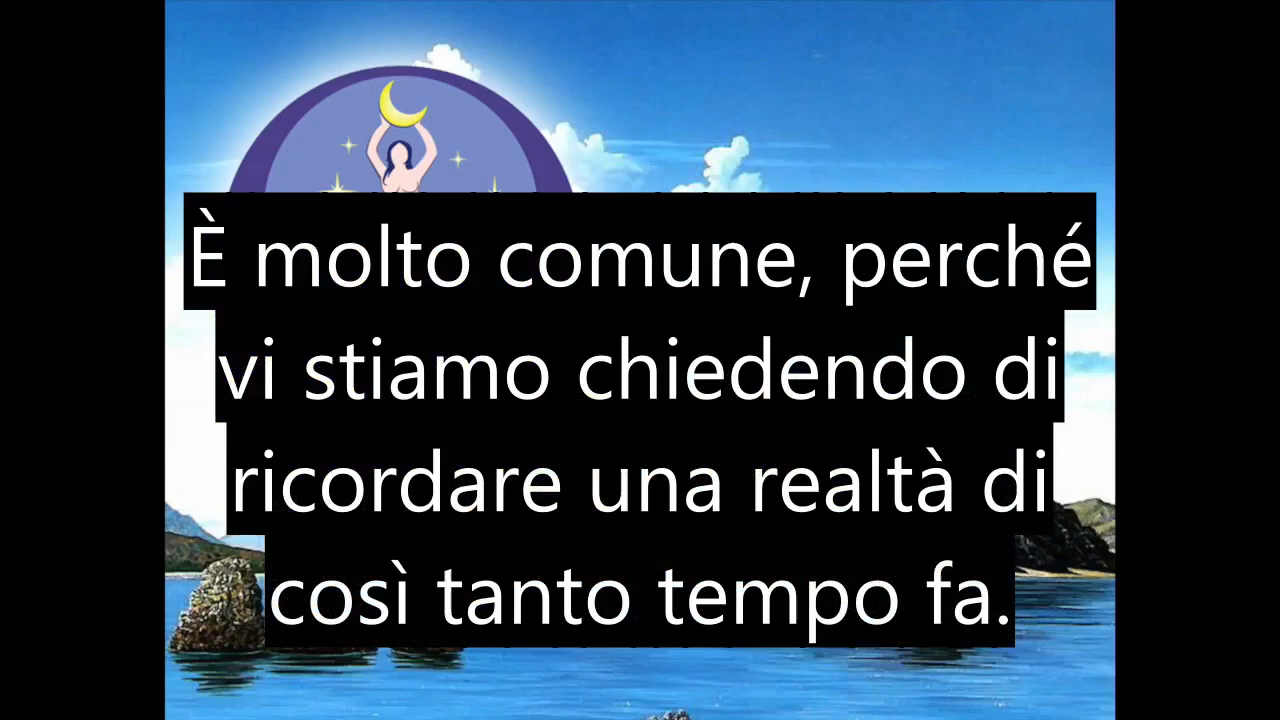 È molto comune, perché
vi stiamo chiedendo di
ricordare una realtà di
così tanto tempo fa.